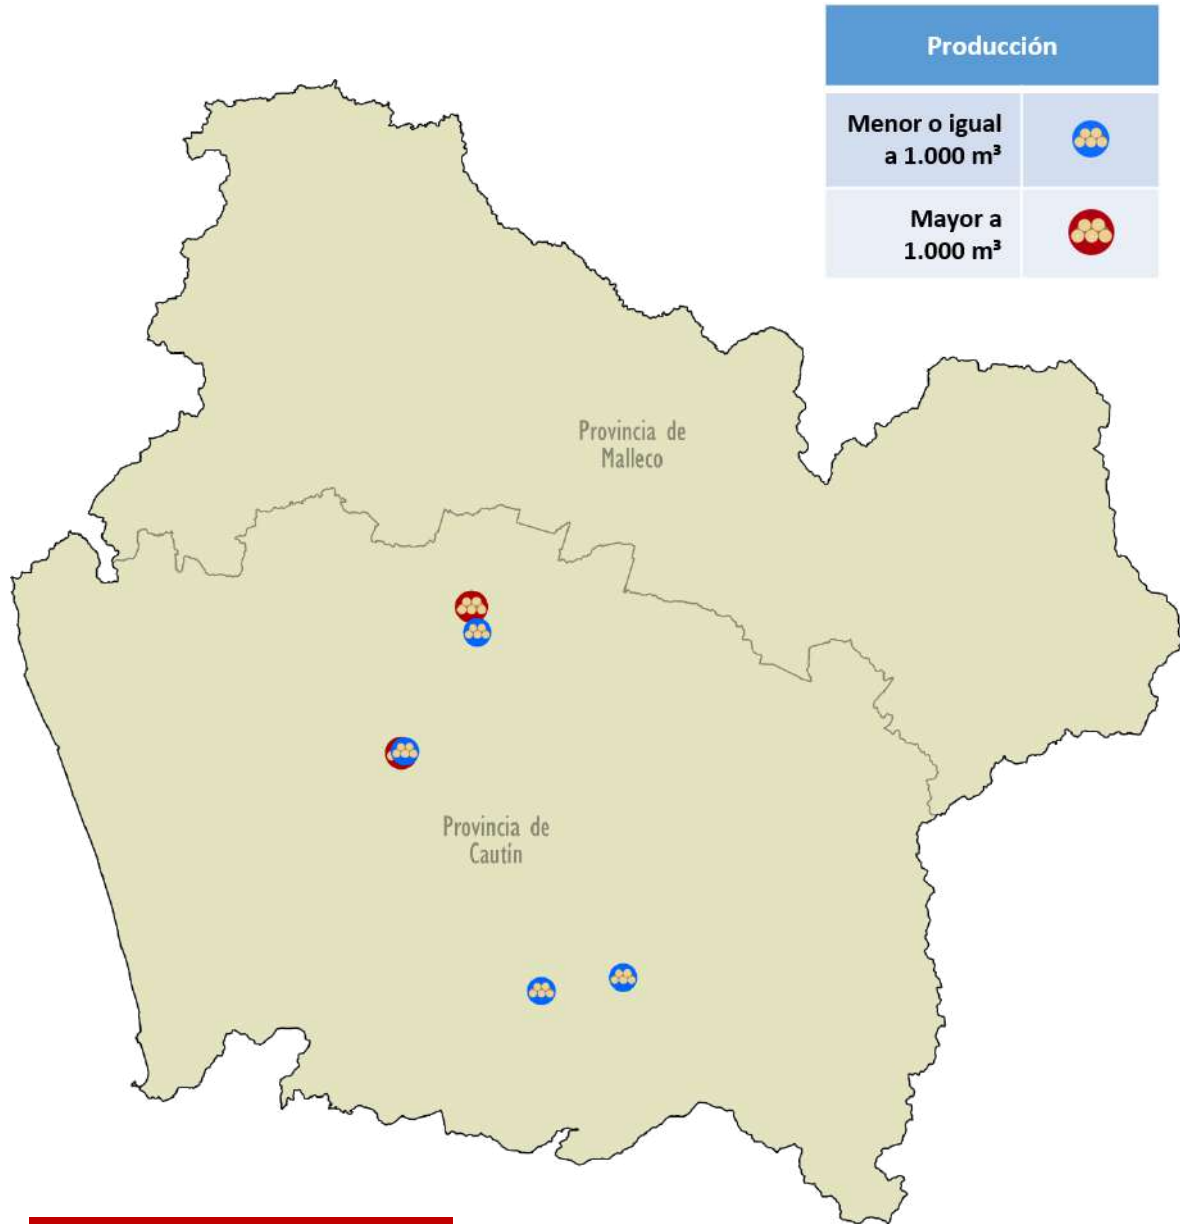 Producción
Menor o igual
a 1.000 m³
Mayor a
1.000 m³
Provincia de
Malleco
Provincia de
Cautín